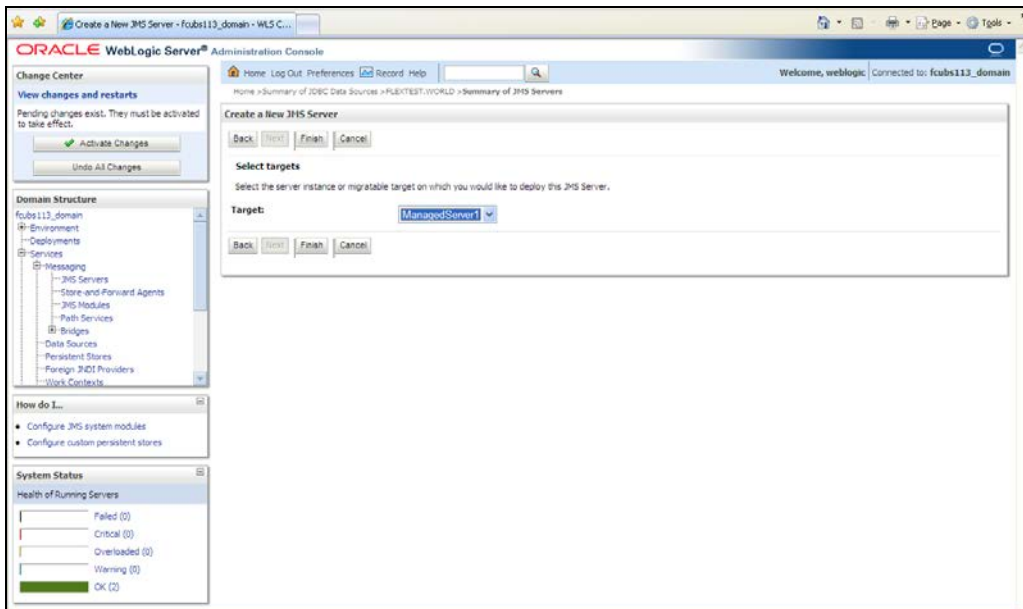 Create a New JMS Server - fcubs113_domain - WLS C...
Page
Tools
ORACLE WebLogic Server® Administration Console
Change Center
View changes and restarts
Pending changes exist. They must be activated
to take effect.
Activate Changes
Undo All Changes
Domain Structure
fcubs113_domain
Environment
Deployments
Services
Messaging
JMS Servers
Store-and-Forward Agents
JMS Modules
Path Services
Bridges
Data Sources
Persistent Stores
Foreign JNDI Providers
Work Contexts
How do I...
Configure JMS system modules
Configure custom persistent stores
System Status
Health of Running Servers
Failed (0)
Critical (0)
Overloaded (0)
Warning (0)
OK (2)
Home Log Out Preferences Record Help
Welcome, weblogic Connected to: fcubs113_domain
Home >Summary of JDBC Data Sources >FLEXTEST.WORLD >Summary of JMS Servers
Create a New JMS Server
Back Next Finish Cancel
Select targets
Select the server instance or migratable target on which you would like to deploy this JMS Server.
Target: ManagedServer1
Back Next Finish Cancel